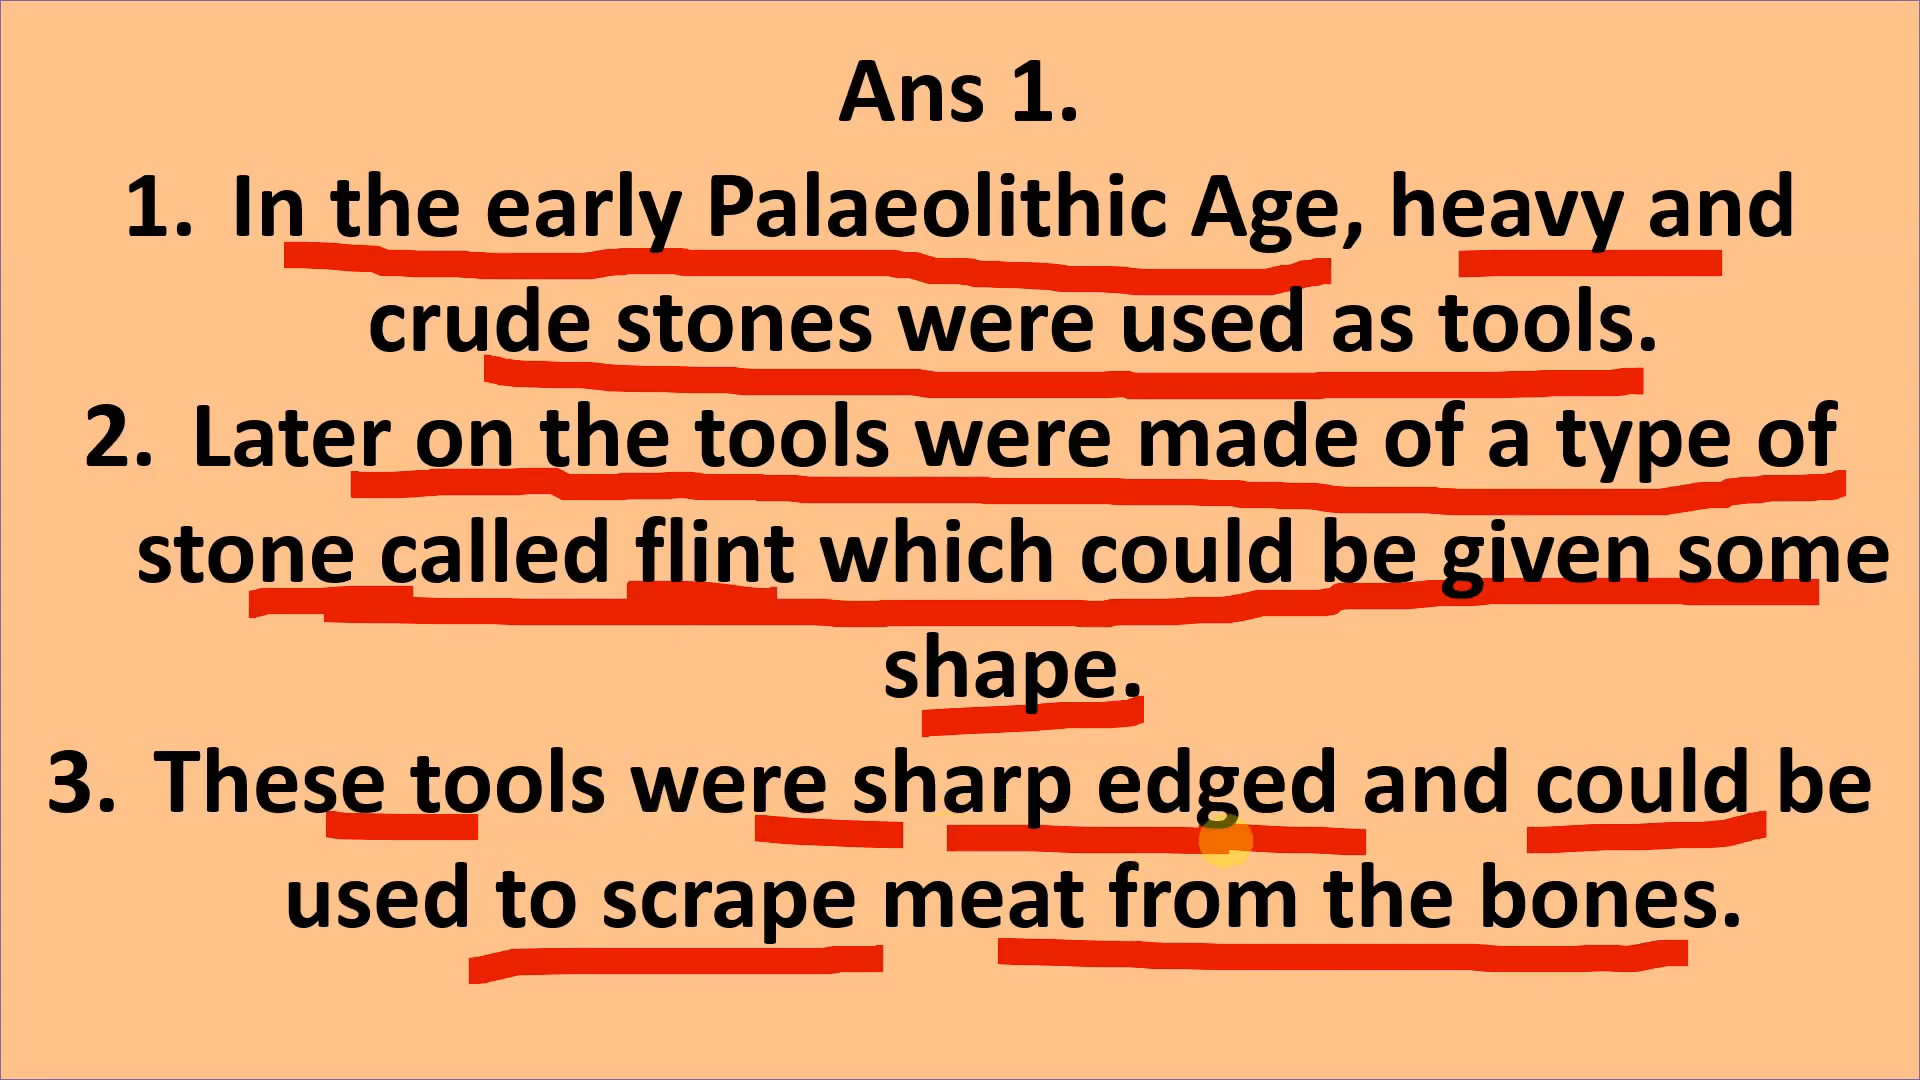 Ans 1.
1. In the early Palaeolithic Age, heavy and
crude stones were used as tools.
2. Later on the tools were made of a type of
stone called flint which could be given some
shape.
3. These tools were sharp edged and could be
used to scrape meat from the bones.